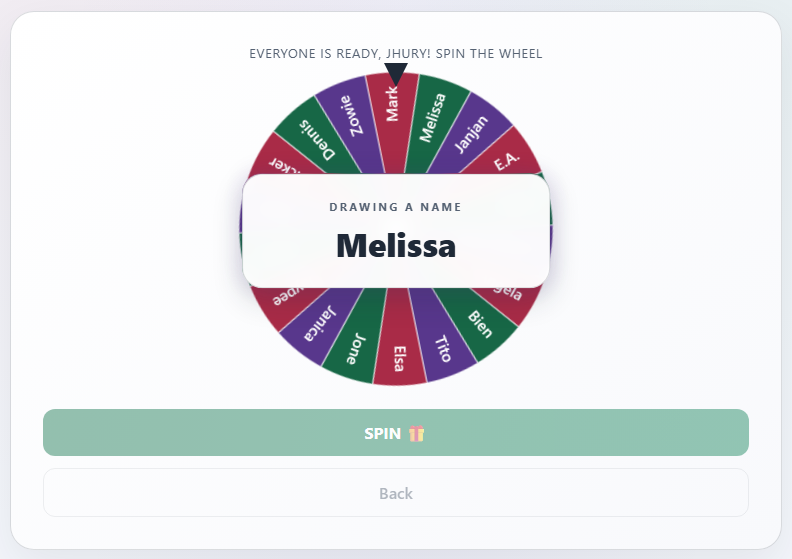 EVERYONE IS READY, JHURY! SPIN THE WHEEL
Mark
Melissa
Janjan
E.A.
Bien
Tito
Elsa
Jone
Janica
Dennis
Zowie
DRAWING A NAME
Melissa
SPIN
Back